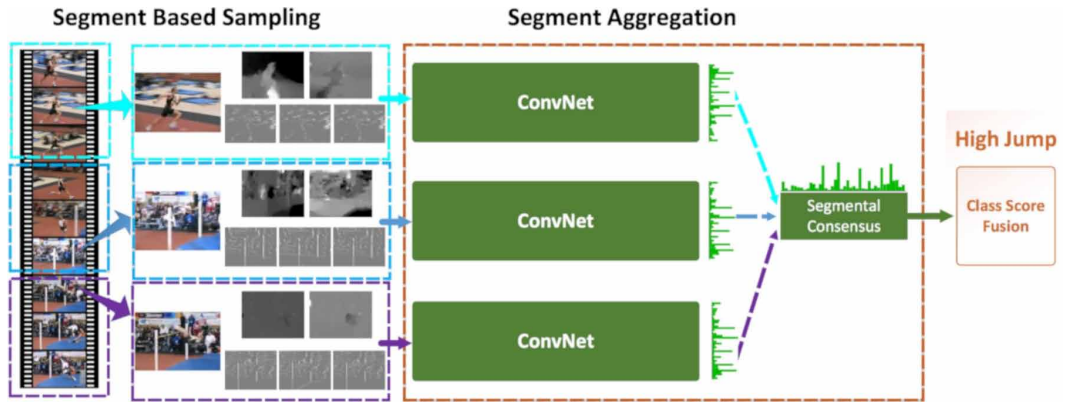 Segment Based Sampling
Segment Aggregation
ConvNet
ConvNet
ConvNet
Segmental
Consensus
High Jump
Class Score
Fusion